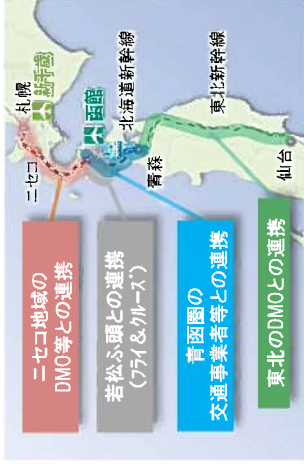 ニセコ地域の
DMO等との連携
若松ふ頭との連携
(フライ&クルーズ)
青函圏の
交通事業者等との連携
東北のDMOとの連携
札幌
新千歳
ニセコ
函館
北海道新幹線
青森
東北新幹線
仙台